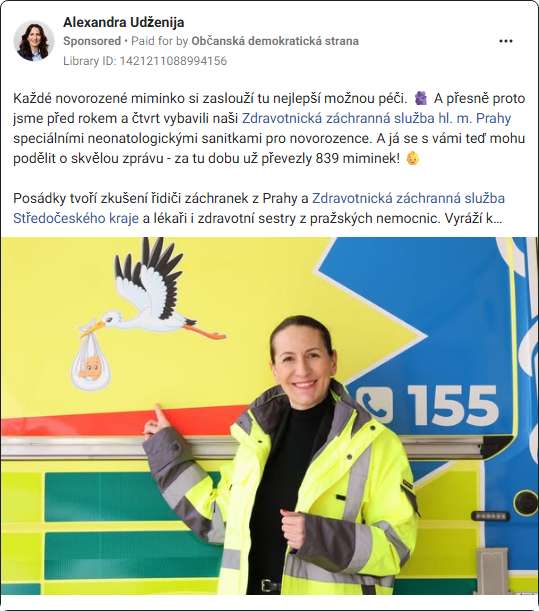 Alexandra Udženija
Sponsored • Paid for by Občanská demokratická strana
Library ID: 1421211088994156
Každé novorozené miminko si zaslouží tu nejlepší možnou péči. A přesně proto
jsme před rokem a čtvrt vybavili naši Zdravotnická záchranná služba hl. m. Prahy
speciálními neonatologickými sanitkami pro novorozence. A já se s vámi teď mohu
podělit o skvělou zprávu - za tu dobu už převezly 839 miminek! 👶
Posádky tvoří zkušení řidiči záchranek z Prahy a Zdravotnická záchranná služba
Středočeského kraje a lékaři i zdravotní sestry z pražských nemocnic. Vyráží k...
155